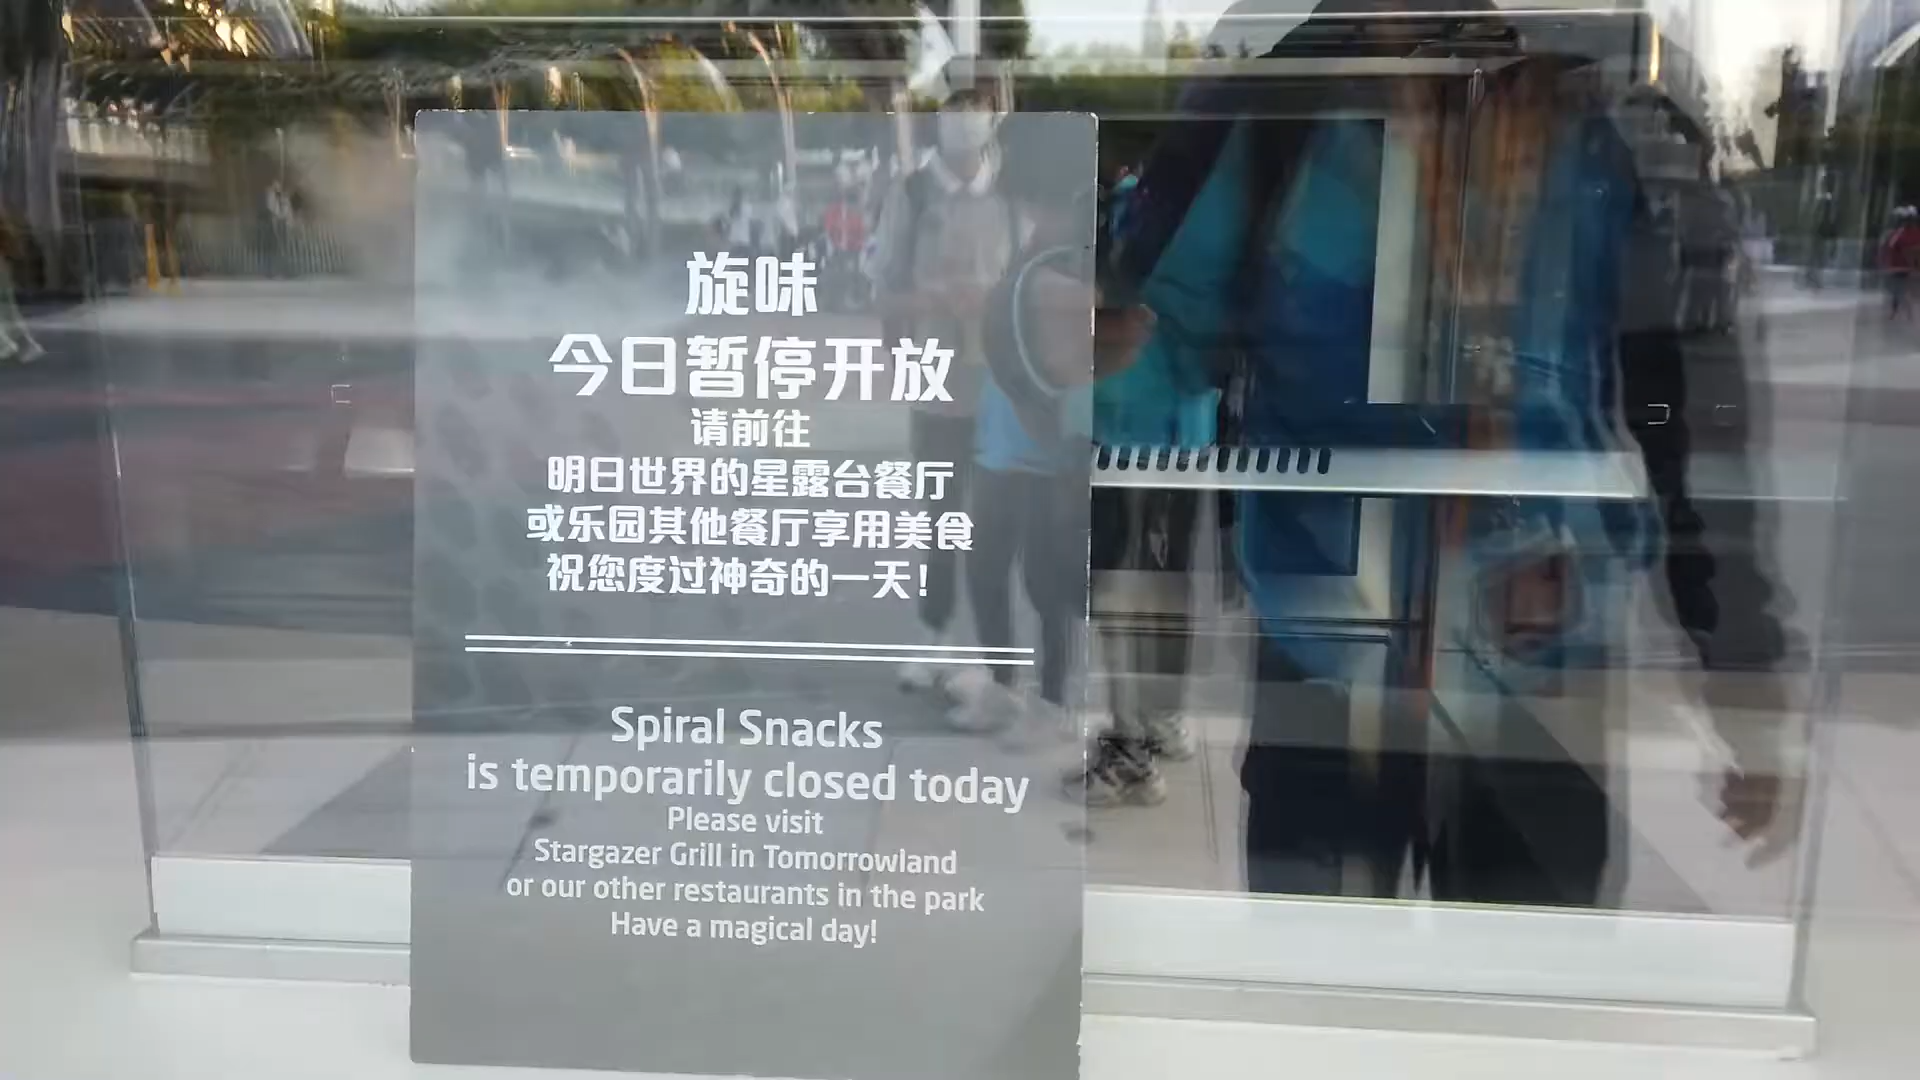 旋味
今日暂停开放
请前往
明日世界的星露台餐厅
或乐园其他餐厅享用美食
祝您度过神奇的一天!
Spiral Snacks
is temporarily closed today
Please visit
Stargazer Grill in Tomorrowland
or our other restaurants in the park
Have a magical day!